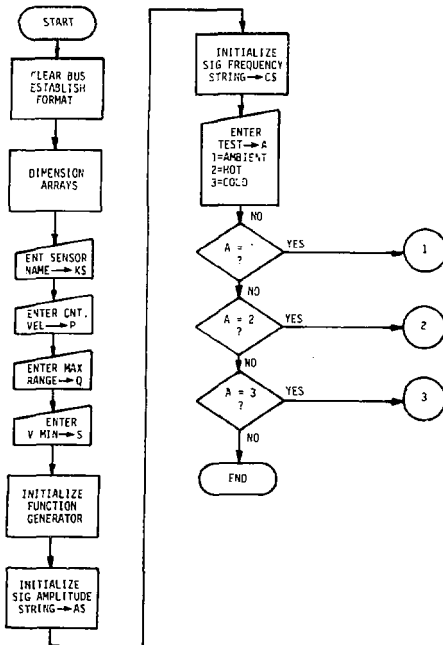 START
CLEAR BUS
ESTABLISH
FORMAT
DIMENSION
ARRAYS
ENT SENSOR
NAME→K$
ENTER CNT.
VEL→P
ENTER MAX
RANGE→Q
ENTER
V MIN→S
INITIALIZE
FUNCTION
GENERATOR
INITIALIZE
SIG AMPLITUDE
STRING→A$
INITIALIZE
SIG FREQUENCY
STRING→C$
ENTER
TEST→A
1=AMBIENT
2=HOT
3=COLD
NO
A =
?
YES
1
NO
A = 2
?
YES
2
NO
A = 3
?
YES
3
NO
END